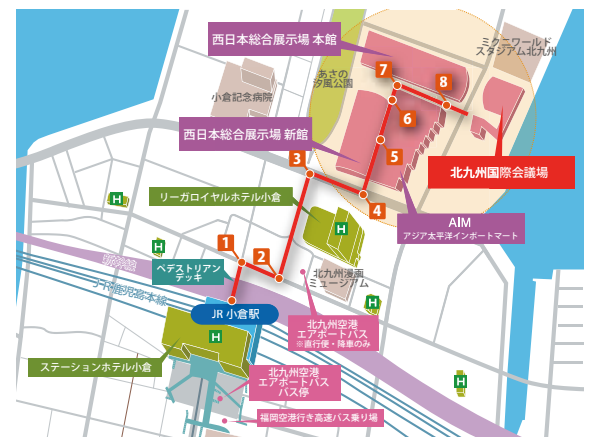 西日本総合展示場 本館
ミクニワールド
スタジアム北九州
あさの
汐風公園
小倉記念病院
7
8
6
西日本総合展示場 新館
5
3
北九州国際会議場
リーガロイヤルホテル小倉
4
H
AIM
アジア太平洋インポートマート
H
H
1
2
新幹線
ペデストリアン
デッキ
北九州漫画
ミュージアム
JR鹿児島本線
H
JR 小倉駅
北九州空港
エアポートバス
※直行便・降車のみ
H
ステーションホテル小倉
北九州空港
エアポートバス
バス停
H
福岡空港行き高速バス乗り場